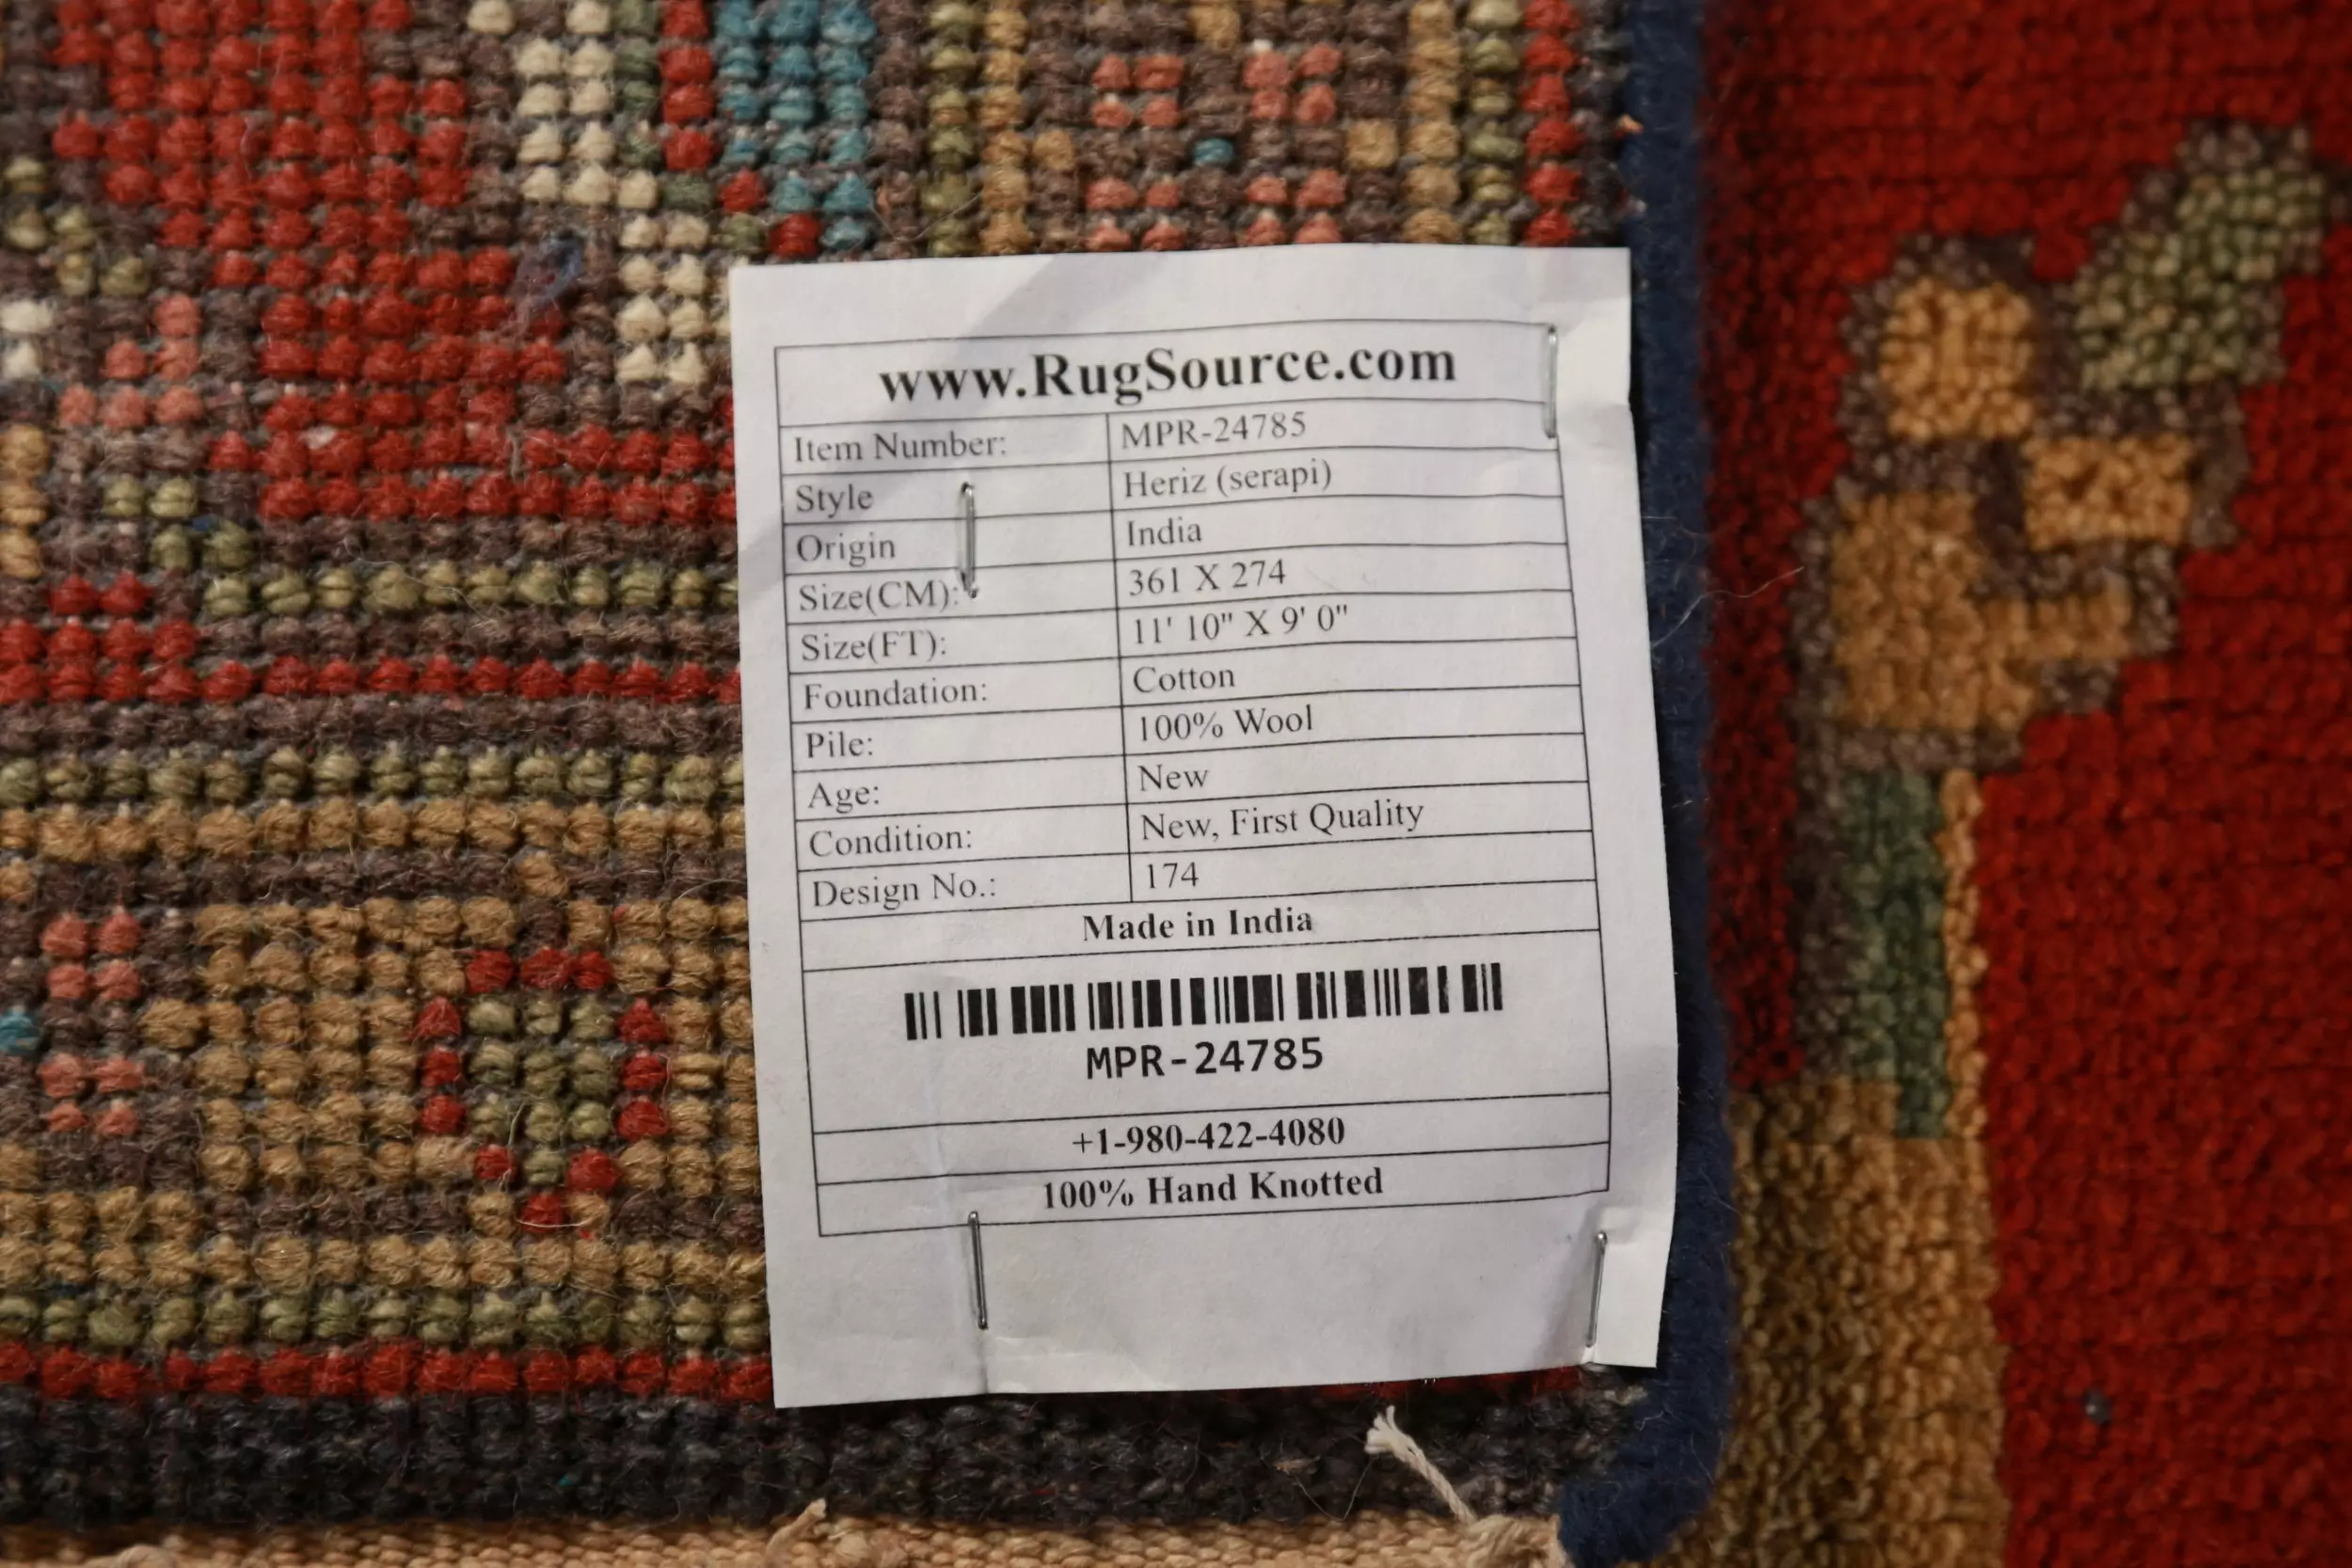 www.RugSource.com
Item Number: MPR-24785
Style Heriz (serapi)
Origin India
Size(CM): 361 X 274
Size(FT): 11' 10" X 9' 0"
Foundation: Cotton
Pile: 100% Wool
Age: New
Condition: New, First Quality
Design No.: 174
Made in India
MPR-24785
+1-980-422-4080
100% Hand Knotted